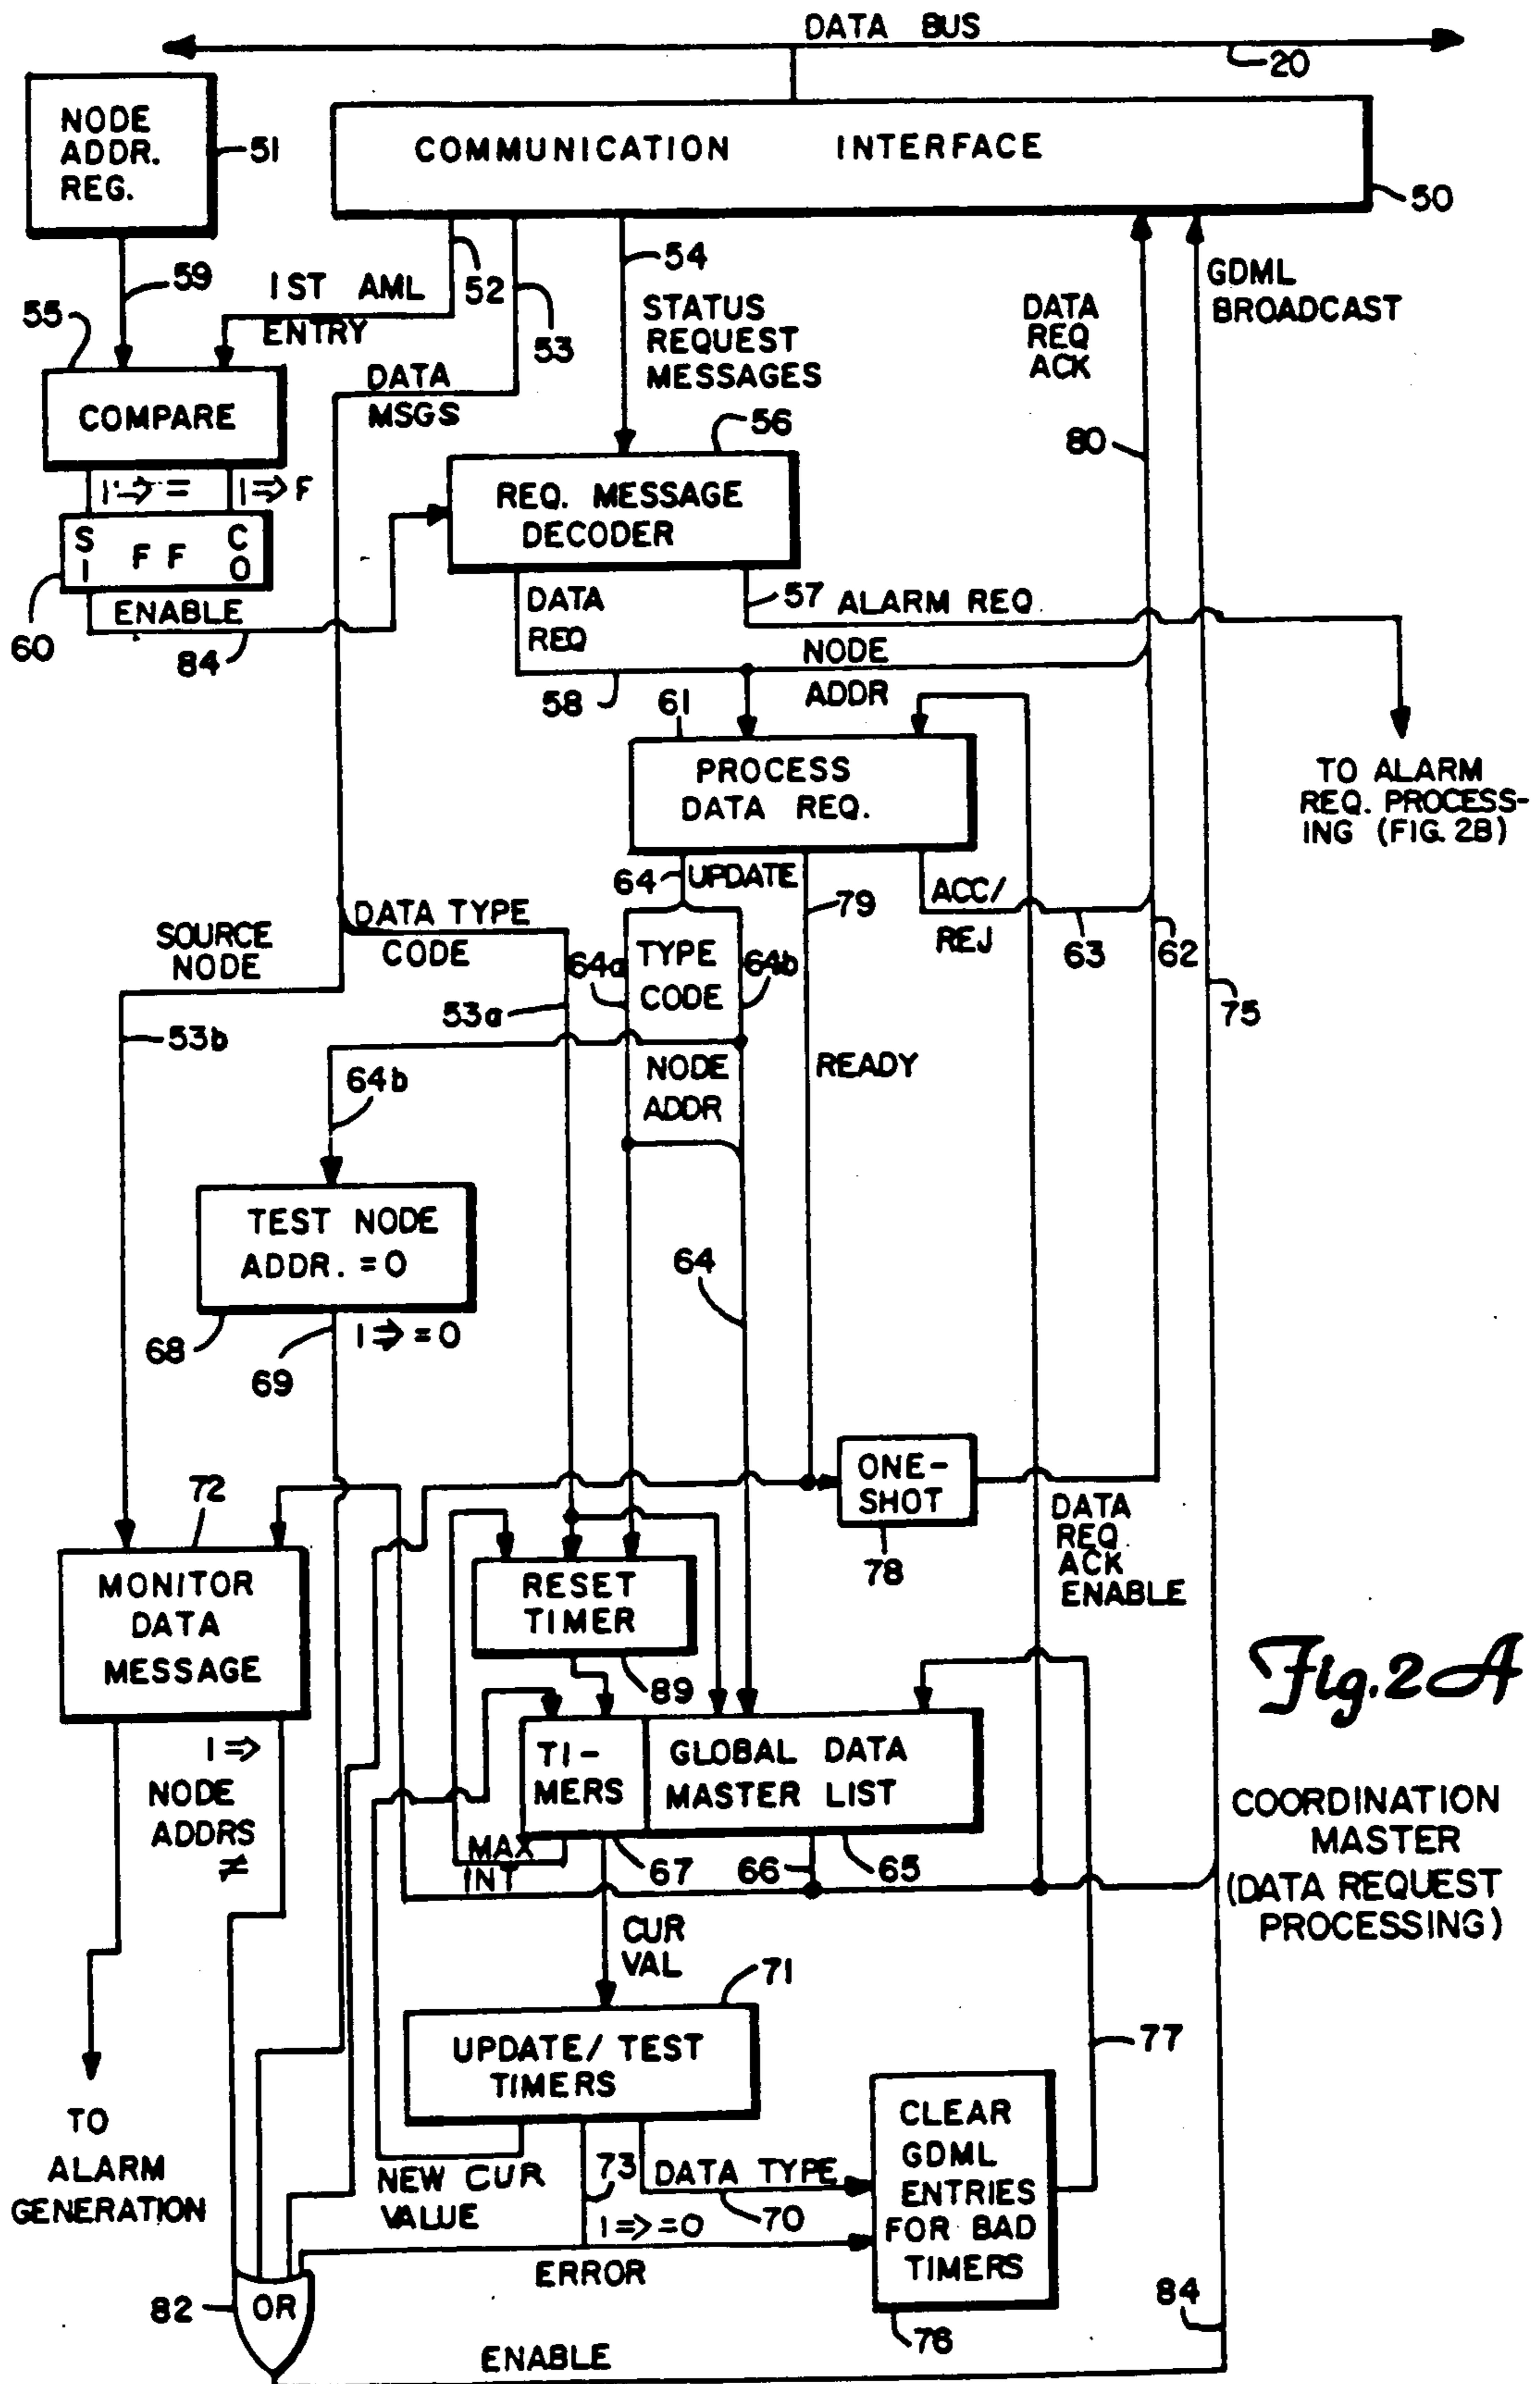 DATA BUS
20
NODE
ADDR.
REG.
51
COMMUNICATION INTERFACE
50
59
1ST AML
ENTRY
52
53
54
STATUS
REQUEST
MESSAGES
DATA
REQ
ACK
GDML
BROADCAST
55
COMPARE
DATA
MSGS
56
80
I⇒ =
I⇒ F
REQ. MESSAGE
DECODER
S C
F F
1 0
60
ENABLE
84
DATA
REQ
57
ALARM REQ
NODE
ADDR
58
61
PROCESS
DATA REQ.
TO ALARM
REQ. PROCESS-
ING (FIG. 2B)
64
UPDATE
79
ACC/
REJ
63
62
75
SOURCE
NODE
DATA TYPE
CODE
64a
TYPE
CODE
64b
53a
53b
NODE
ADDR
READY
64b
TEST NODE
ADDR. = 0
68
69
I ⇒ = 0
64
72
ONE-
SHOT
78
DATA
REQ
ACK
ENABLE
MONITOR
DATA
MESSAGE
RESET
TIMER
89
Fig. 2A
I ⇒
NODE
ADDRS
≠
TI-
MERS
GLOBAL DATA
MASTER LIST
MAX
INT
67
66
65
COORDINATION
MASTER
(DATA REQUEST
PROCESSING)
CUR
VAL
71
UPDATE/ TEST
TIMERS
77
TO
ALARM
GENERATION
NEW CUR
VALUE
73
DATA TYPE
70
I => =0
ERROR
CLEAR
GDML
ENTRIES
FOR BAD
TIMERS
76
82
OR
84
ENABLE